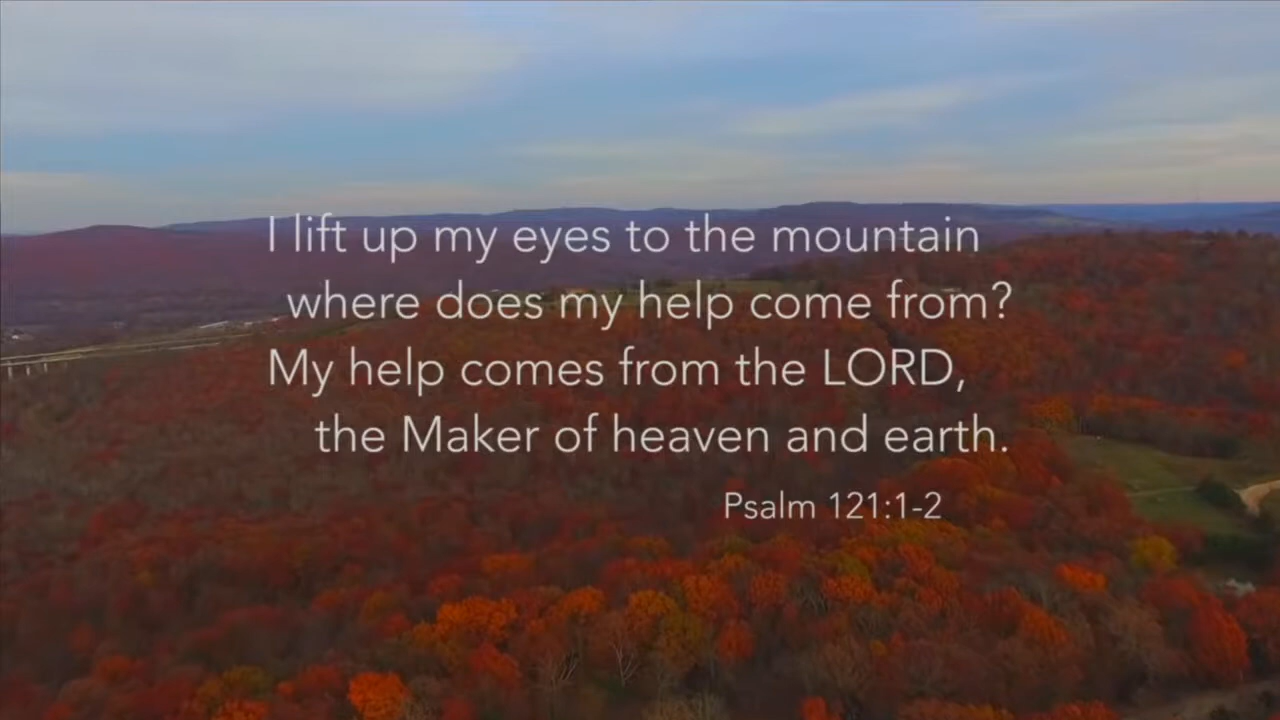 I lift up my eyes to the mountain
where does my help come from?
My help comes from the LORD,
the Maker of heaven and earth.
Psalm 121:1-2